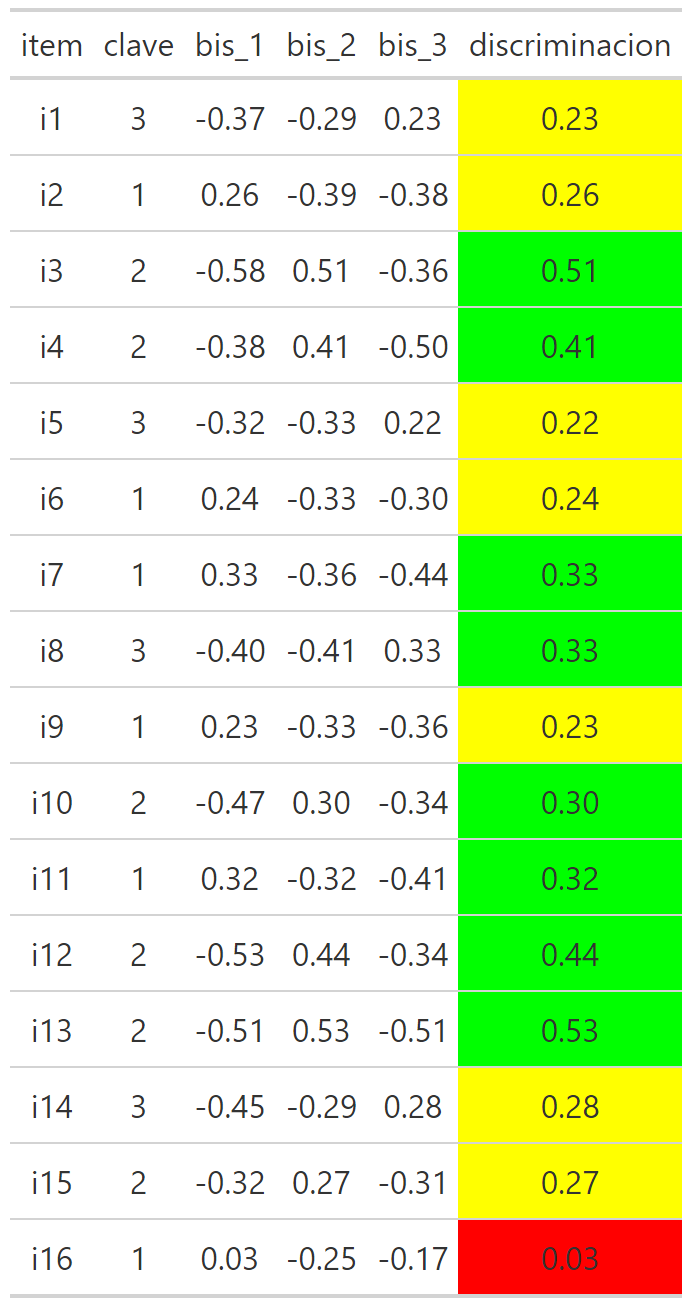 item clave bis_1 bis_2 bis_3 discriminacion
i1 3 -0.37 -0.29 0.23 0.23
i2 1 0.26 -0.39 -0.38 0.26
i3 2 -0.58 0.51 -0.36 0.51
i4 2 -0.38 0.41 -0.50 0.41
i5 3 -0.32 -0.33 0.22 0.22
i6 1 0.24 -0.33 -0.30 0.24
i7 1 0.33 -0.36 -0.44 0.33
i8 3 -0.40 -0.41 0.33 0.33
i9 1 0.23 -0.33 -0.36 0.23
i10 2 -0.47 0.30 -0.34 0.30
i11 1 0.32 -0.32 -0.41 0.32
i12 2 -0.53 0.44 -0.34 0.44
i13 2 -0.51 0.53 -0.51 0.53
i14 3 -0.45 -0.29 0.28 0.28
i15 2 -0.32 0.27 -0.31 0.27
i16 1 0.03 -0.25 -0.17 0.03